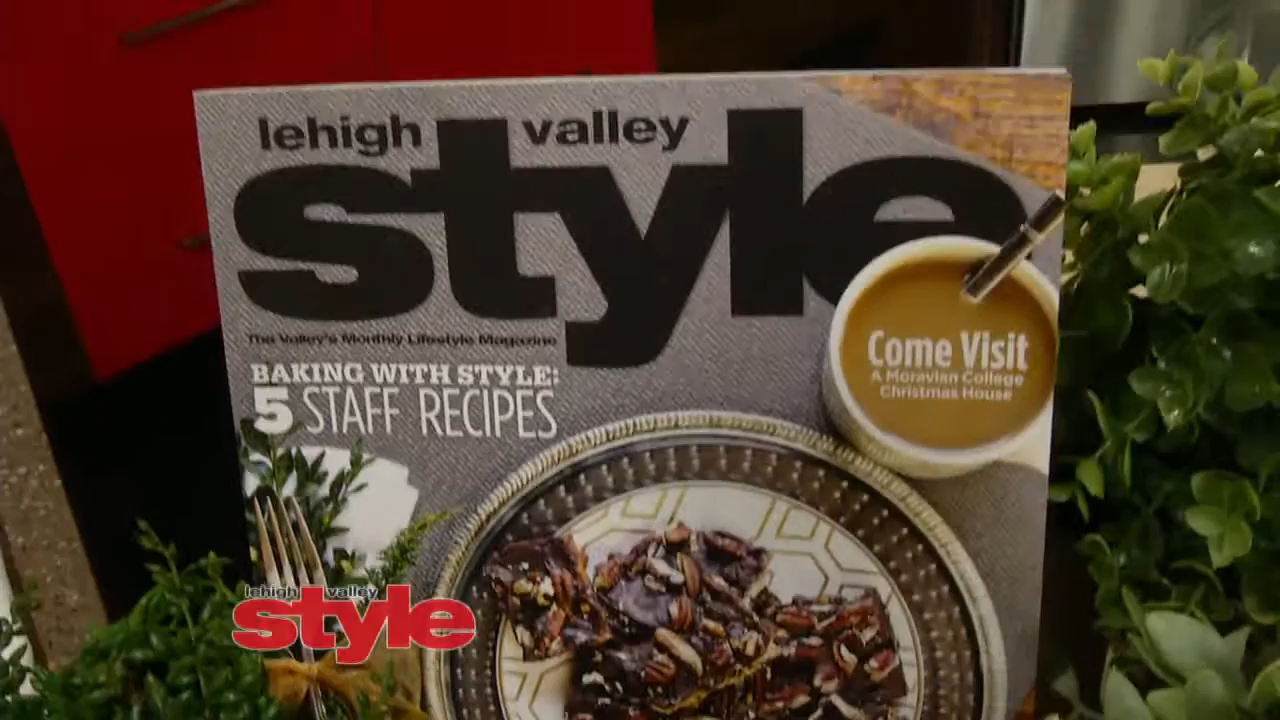 lehigh valley
style
The Valley's Monthly Lifestyle Magazine
BAKING WITH STYLE:
5 STAFF RECIPES
Come Visit
A Moravian College
Christmas House
lehigh valley
style